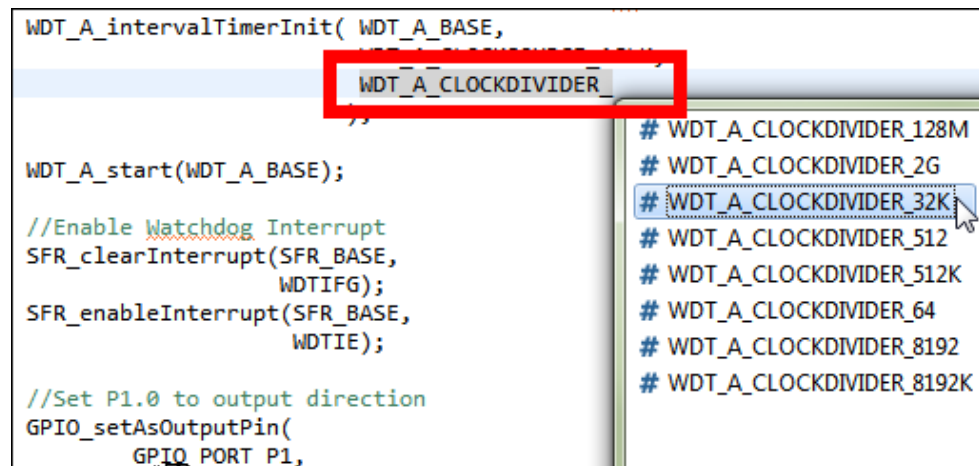 WDT_A_intervalTimerInit( WDT_A_BASE,
WDT_A_CLOCKDIVIDER_
);
WDT_A_start(WDT_A_BASE);
//Enable Watchdog Interrupt
SFR_clearInterrupt(SFR_BASE,
WDTIFG);
SFR_enableInterrupt(SFR_BASE,
WDTIE);
//Set P1.0 to output direction
GPIO_setAsOutputPin(
GPIO_PORT_P1,
# WDT_A_CLOCKDIVIDER_128M
# WDT_A_CLOCKDIVIDER_2G
# WDT_A_CLOCKDIVIDER_32K
# WDT_A_CLOCKDIVIDER_512
# WDT_A_CLOCKDIVIDER_512K
# WDT_A_CLOCKDIVIDER_64
# WDT_A_CLOCKDIVIDER_8192
# WDT_A_CLOCKDIVIDER_8192K